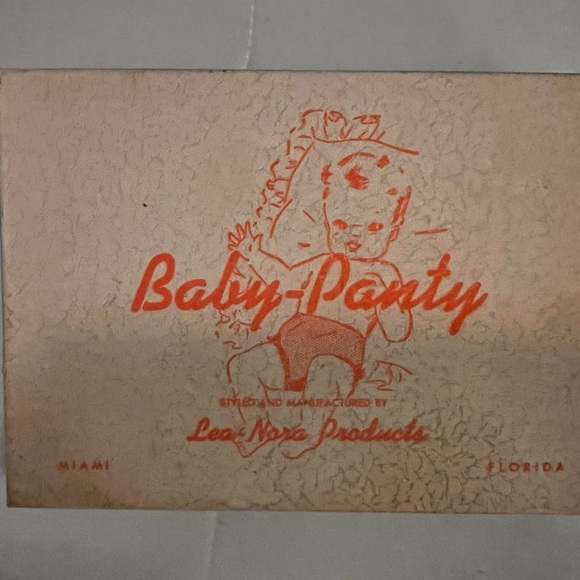 Baby-Panty
STYLED AND MANUFACTURED BY
Lea-Nora Products
MIAMI FLORIDA